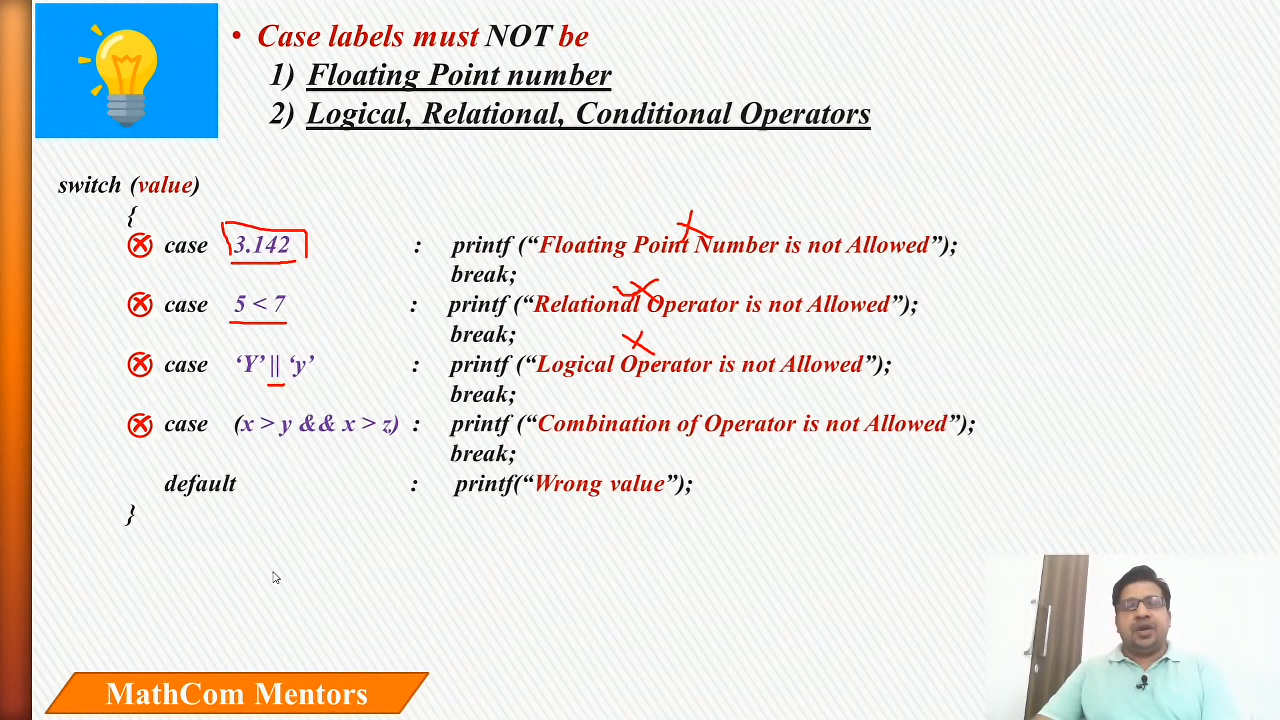 • Case labels must NOT be
1) Floating Point number
2) Logical, Relational, Conditional Operators
switch (value)
{
case 3.142 : printf (“Floating Point Number is not Allowed”);
break;
case 5 < 7 : printf (“Relational Operator is not Allowed”);
break;
case ‘Y’ || ‘y’ : printf (“Logical Operator is not Allowed”);
break;
case (x > y && x > z) : printf (“Combination of Operator is not Allowed”);
break;
default : printf(“Wrong value”);
}
MathCom Mentors